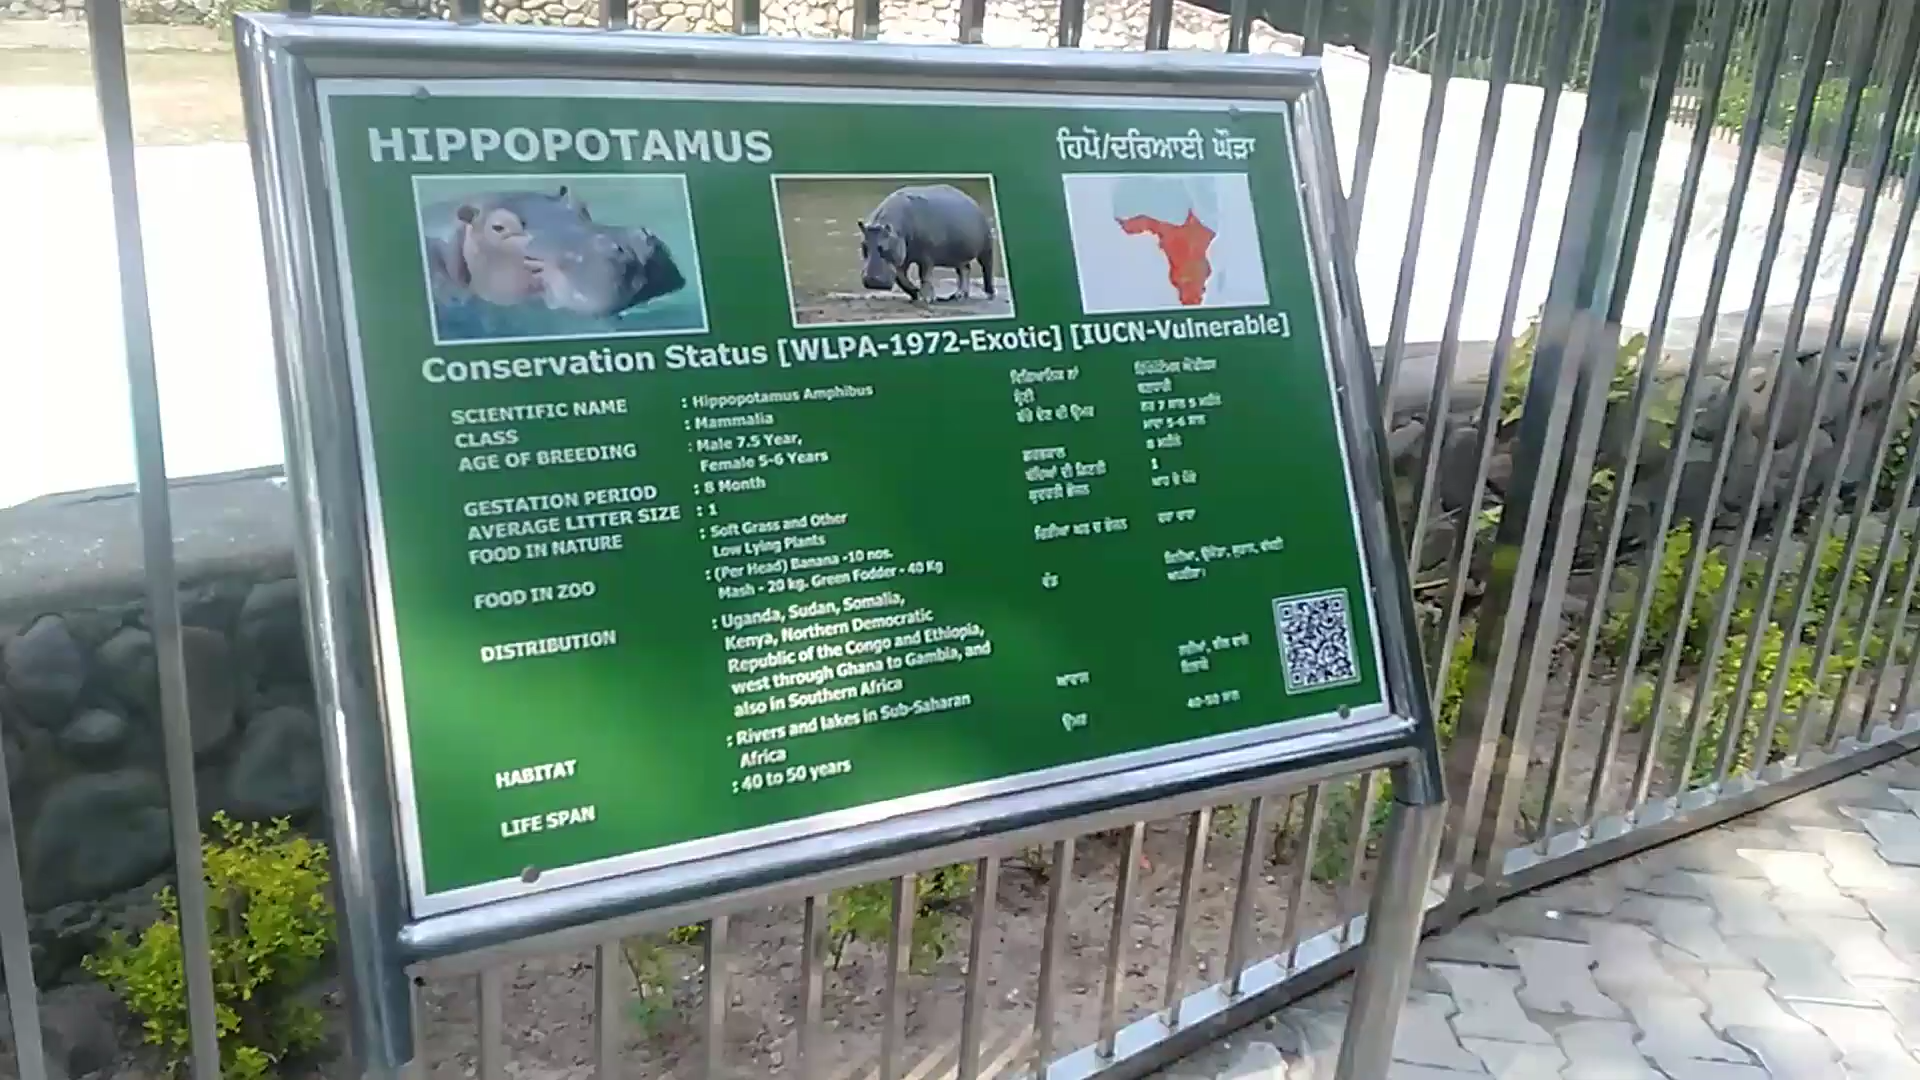 HIPPOPOTAMUS
ਹਿਪੋ/ਦਰਿਆਈ ਘੋੜਾ
Conservation Status [WLPA-1972-Exotic] [IUCN-Vulnerable]
SCIENTIFIC NAME : Hippopotamus Amphibus
CLASS : Mammalia
AGE OF BREEDING : Male 7.5 Year,
Female 5-6 Years
GESTATION PERIOD : 8 Month
AVERAGE LITTER SIZE : 1
FOOD IN NATURE : Soft Grass and Other
Low Lying Plants
FOOD IN ZOO : (Per Head) Banana -10 nos.
Mash - 20 kg. Green Fodder - 40 Kg
DISTRIBUTION : Uganda, Sudan, Somalia,
Kenya, Northern Democratic
Republic of the Congo and Ethiopia,
west through Ghana to Gambia, and
also in Southern Africa
HABITAT : Rivers and lakes in Sub-Saharan
Africa
LIFE SPAN : 40 to 50 years
ਸ਼੍ਰੇਣੀ
ਬੱਚੇ ਦੇਣ ਦੀ ਉਮਰ ਨਰ 7 ਸਾਲ 5 ਮਹੀਨੇ
ਮਾਦਾ 5-6 ਸਾਲ
8 ਮਹੀਨੇ
ਬੱਚਿਆਂ ਦੀ ਗਿਣਤੀ 1
ਕੁਦਰਤੀ ਭੋਜਨ
ਉਮਰ 40-50 ਸਾਲ